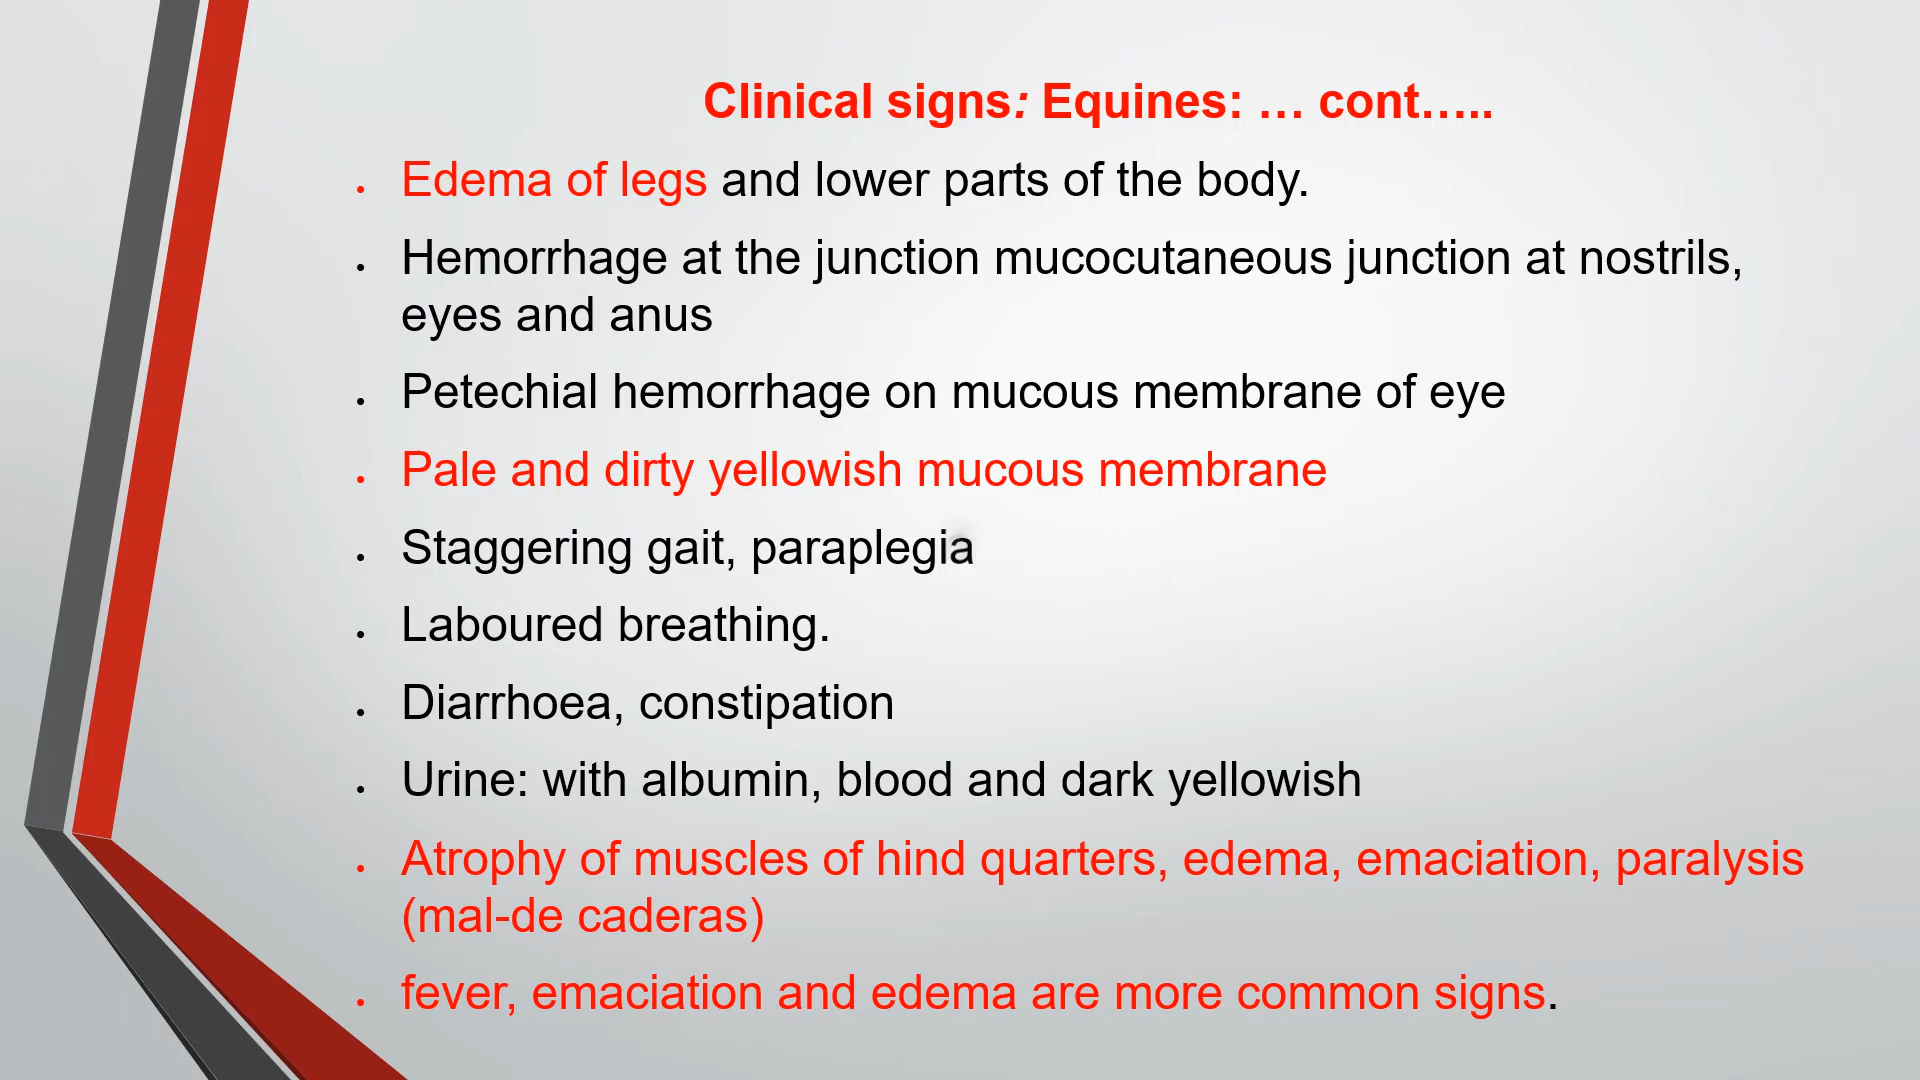 Clinical signs: Equines: … cont…..
• Edema of legs and lower parts of the body.
• Hemorrhage at the junction mucocutaneous junction at nostrils,
eyes and anus
• Petechial hemorrhage on mucous membrane of eye
• Pale and dirty yellowish mucous membrane
• Staggering gait, paraplegia
• Laboured breathing.
• Diarrhoea, constipation
• Urine: with albumin, blood and dark yellowish
• Atrophy of muscles of hind quarters, edema, emaciation, paralysis
(mal-de caderas)
• fever, emaciation and edema are more common signs.